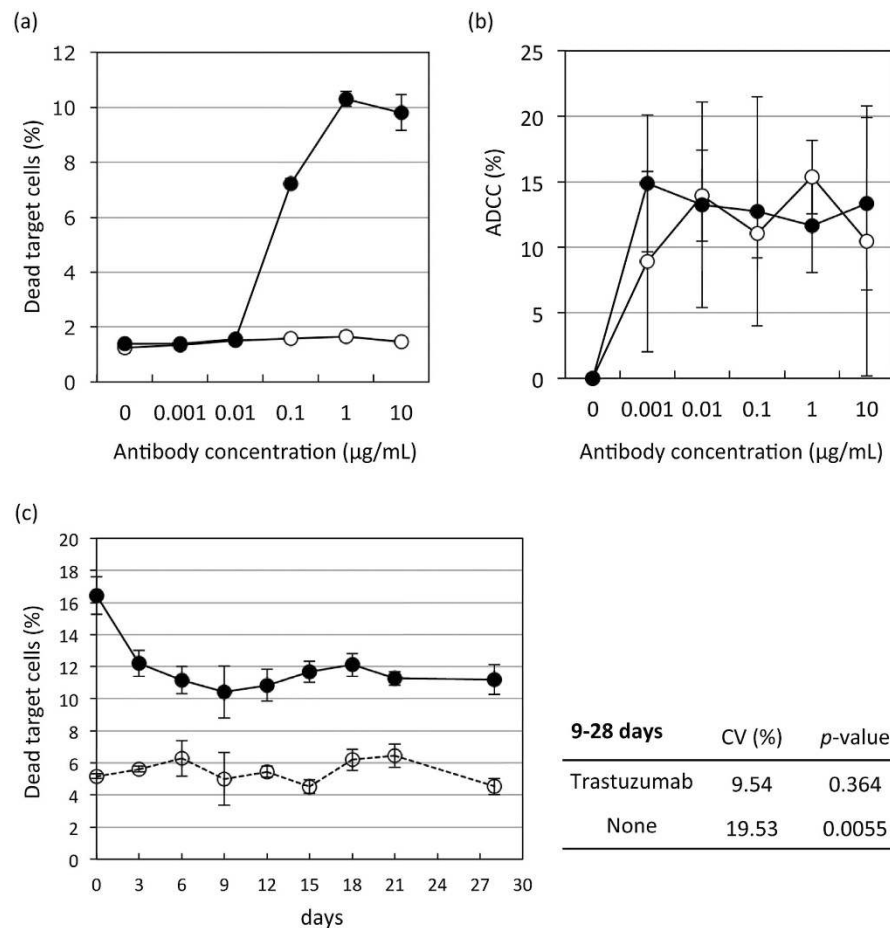 (a)
12
10
8
6
4
2
0
Dead target cells (%)
0 0.001 0.01 0.1 1 10
Antibody concentration (µg/mL)
(b)
25
20
15
10
5
0
ADCC (%)
0 0.001 0.01 0.1 1 10
Antibody concentration (µg/mL)
(c)
20
18
16
14
12
10
8
6
4
2
0
Dead target cells (%)
0 3 6 9 12 15 18 21 24 27 30
days
9-28 days CV (%) p-value
Trastuzumab 9.54 0.364
None 19.53 0.0055